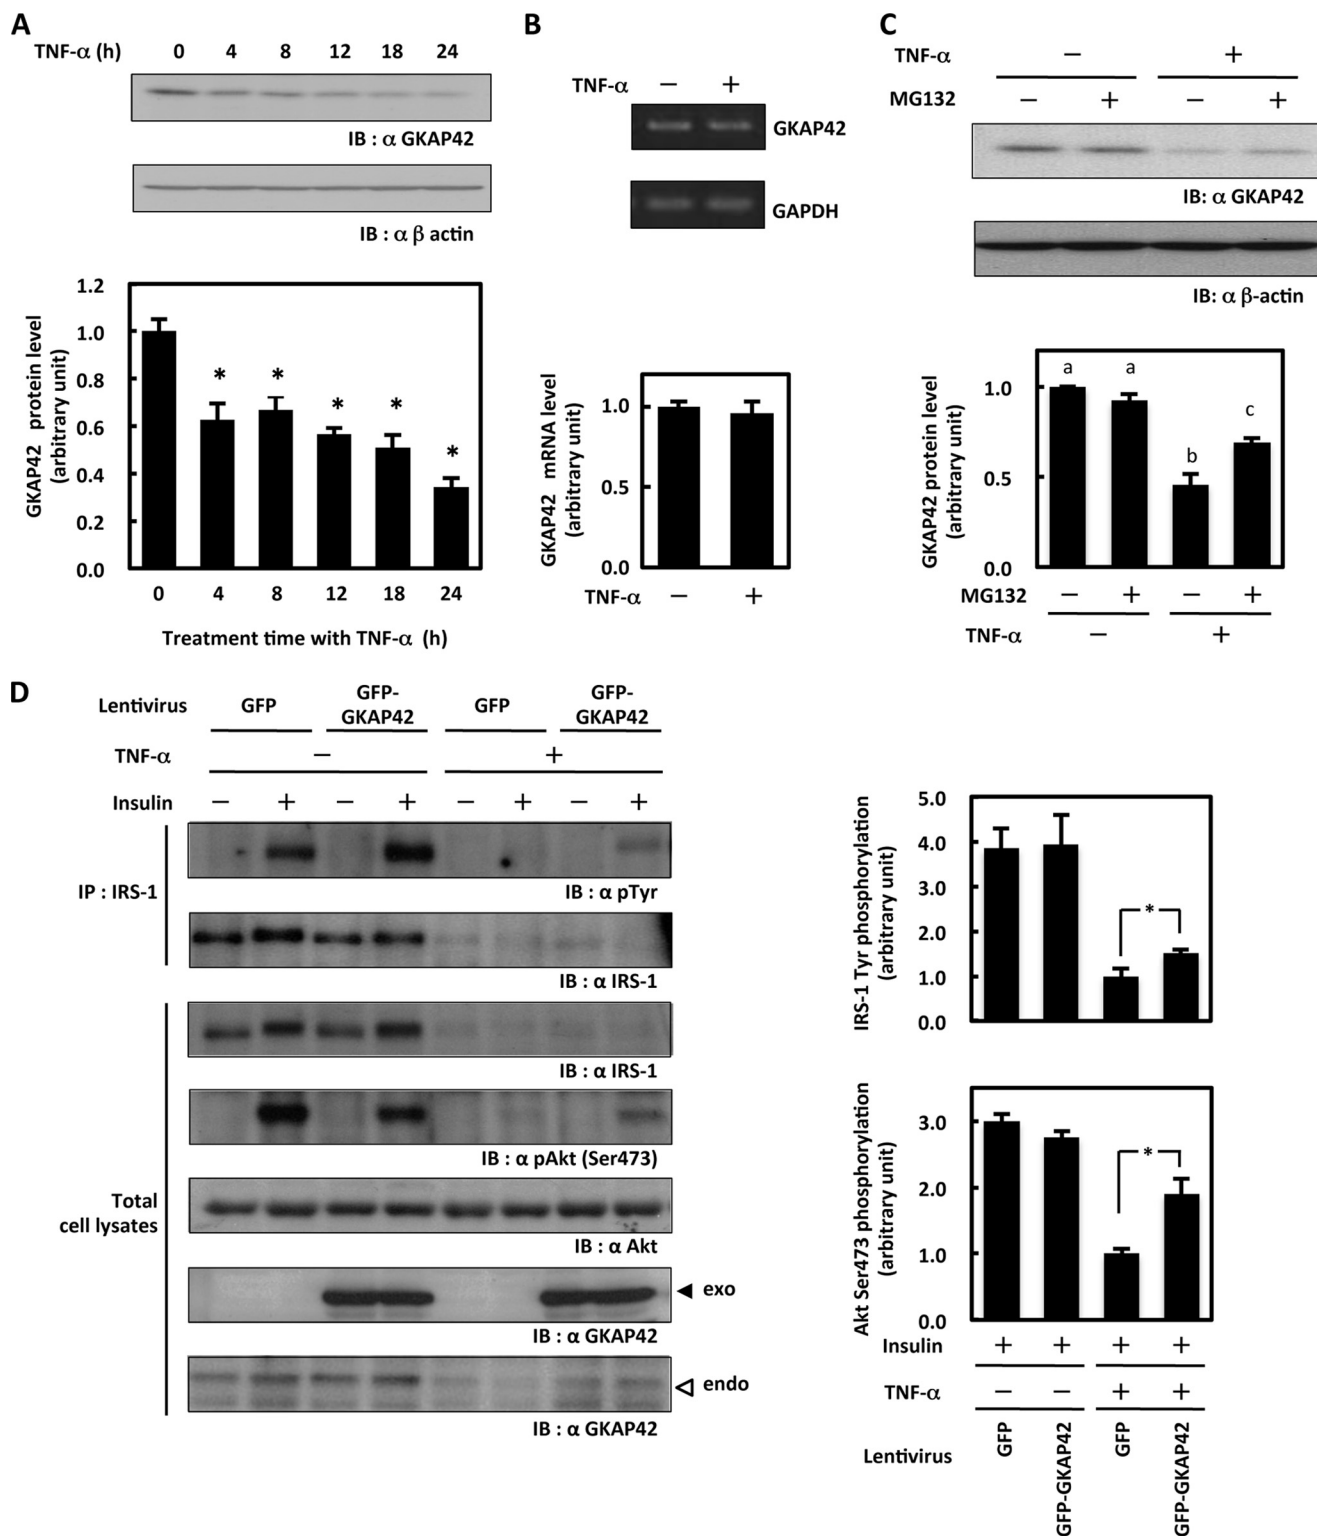 A
TNF-α (h) 0 4 8 12 18 24
IB : α GKAP42
IB : α β actin
GKAP42 protein level
(arbitrary unit)
1.2
1.0
0.8
0.6
0.4
0.2
0.0
* * * * *
0 4 8 12 18 24
Treatment time with TNF-α (h)
B
TNF-α − +
GKAP42
GAPDH
GKAP42 mRNA level
(arbitrary unit)
1.0
0.5
0.0
TNF-α − +
C
TNF-α − +
MG132 − + − +
IB: α GKAP42
IB: α β-actin
GKAP42 protein level
(arbitrary unit)
1.0
0.5
0.0
a a b c
MG132 − + − +
TNF-α − +
D
Lentivirus GFP GFP-GKAP42 GFP GFP-GKAP42
TNF-α − +
Insulin − + − + − + − +
IP : IRS-1
IB : α pTyr
IB : α IRS-1
Total
cell lysates
IB : α IRS-1
IB : α pAkt (Ser473)
IB : α Akt
exo
IB : α GKAP42
endo
IB : α GKAP42
IRS-1 Tyr phosphorylation
(arbitrary unit)
5.0
4.0
3.0
2.0
1.0
0.0
*
Akt Ser473 phosphorylation
(arbitrary unit)
3.0
2.0
1.0
0.0
*
Insulin + + + +
TNF-α − − + +
Lentivirus GFP GFP-GKAP42 GFP GFP-GKAP42